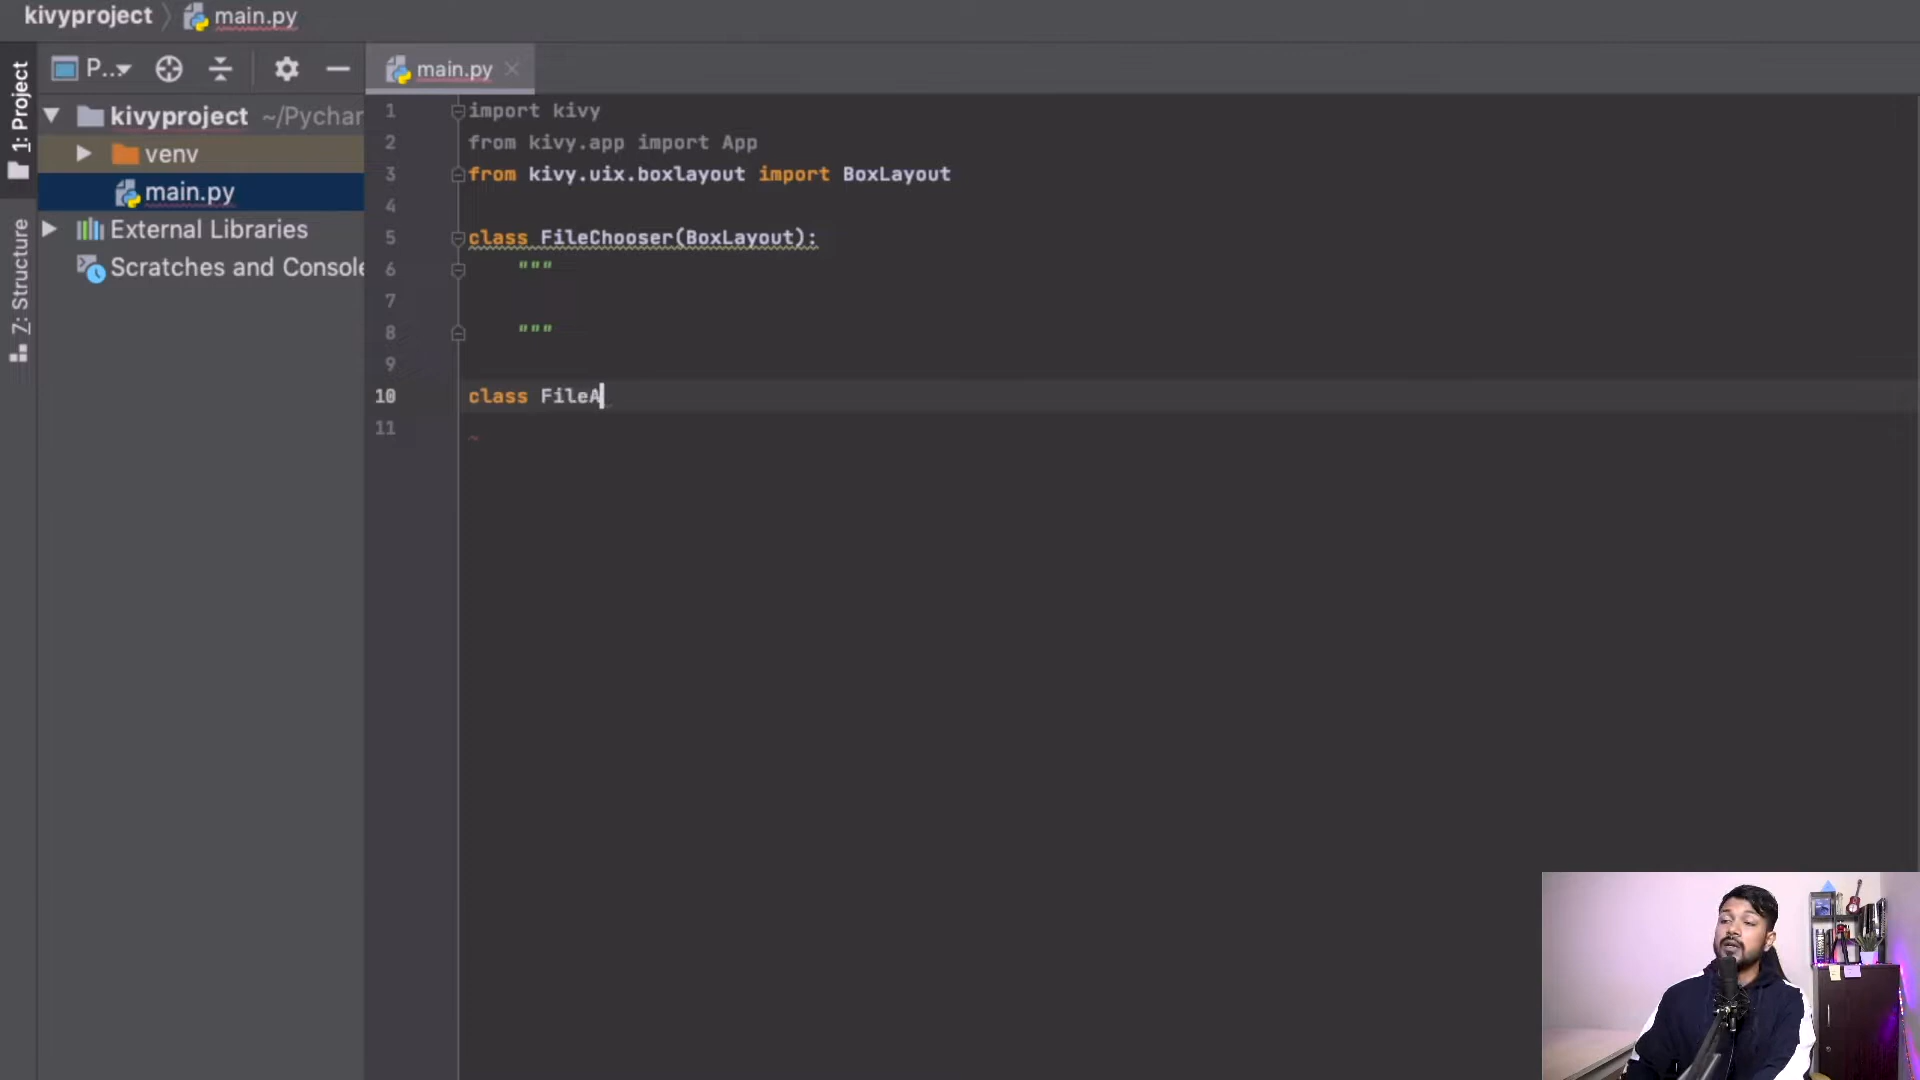 kivyproject main.py
P... 
main.py
1: Project
kivyproject ~/Pychar
venv
main.py
External Libraries
Scratches and Console
Z: Structure
1 import kivy
2 from kivy.app import App
3 from kivy.uix.boxlayout import BoxLayout
4
5 class FileChooser(BoxLayout):
6 """
7
8 """
9
10 class FileA
11